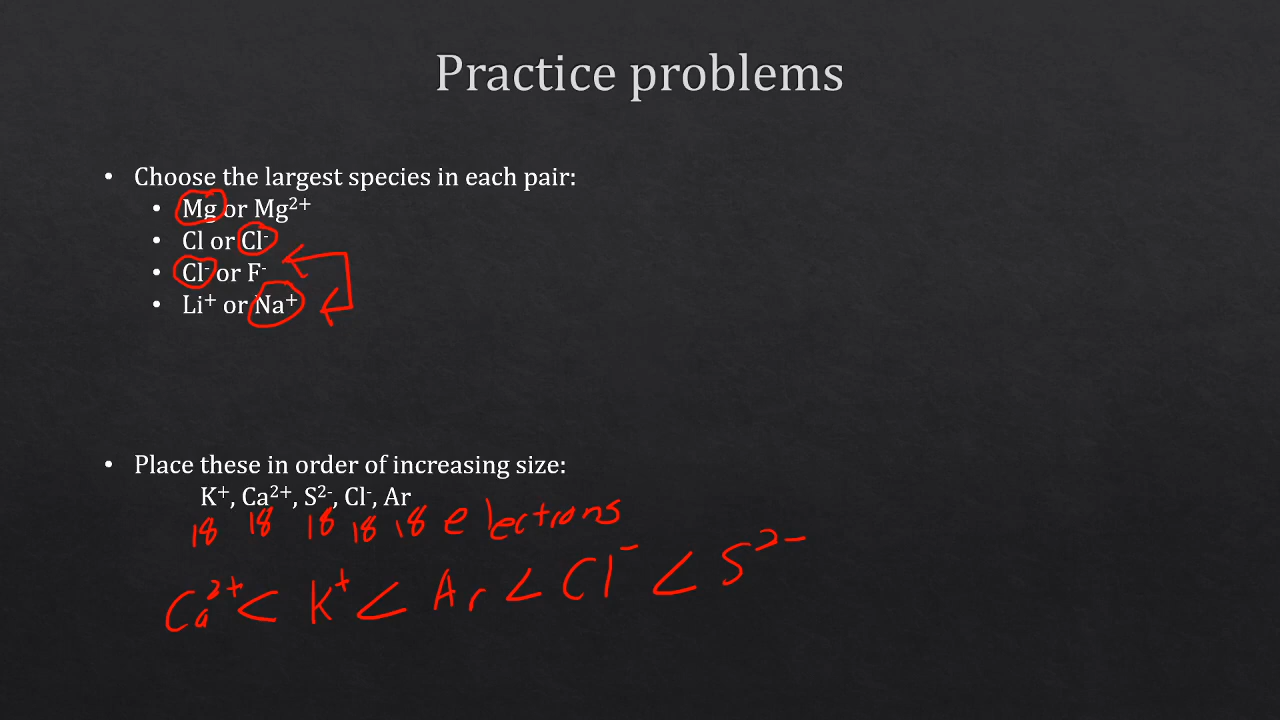 Practice problems
• Choose the largest species in each pair:
• Mg or Mg²⁺
• Cl or Cl⁻
• Cl⁻ or F⁻
• Li⁺ or Na⁺
• Place these in order of increasing size:
K⁺, Ca²⁺, S²⁻, Cl⁻, Ar
18 18 18 18 18 electrons
Ca²⁺ < K⁺ < Ar < Cl⁻ < S²⁻